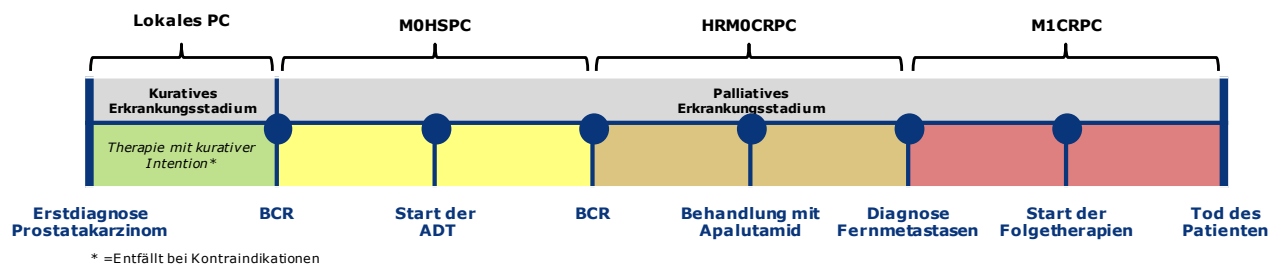 Lokales PC
M0HSPC
HRM0CRPC
M1CRPC
Kuratives
Erkrankungsstadium
Palliatives
Erkrankungsstadium
Therapie mit kurativer
Intention*
Erstdiagnose
Prostatakarzinom
BCR
Start der
ADT
BCR
Behandlung mit
Apalutamid
Diagnose
Fernmetastasen
Start der
Folgetherapien
Tod des
Patienten
* =Entfällt bei Kontraindikationen